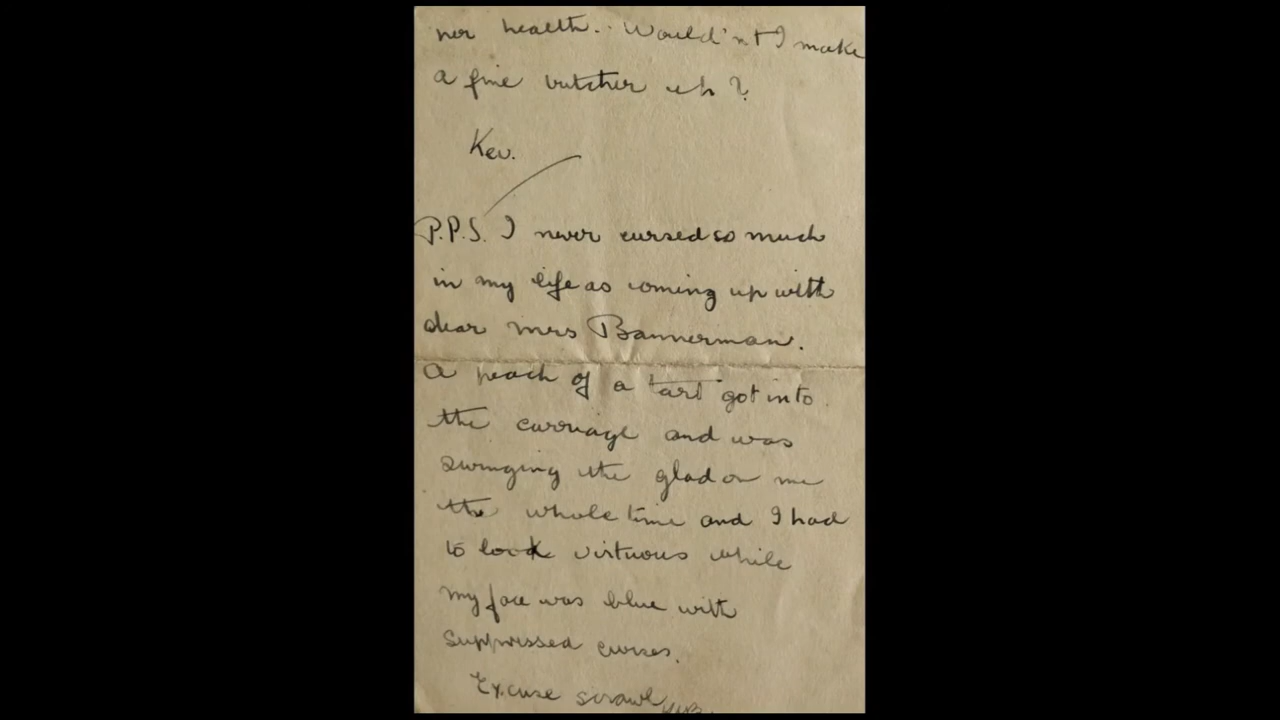 her health. Would'nt I make
a fine butcher eh?
Kev.
P.P.S. I never cursed so much
in my life as coming up with
dear Mrs Bannerman.
A peach of a "tart" got into
the carriage and was
swinging the glad on me
the whole time and I had
to look virtuous while
my face was blue with
suppressed curses.
Excuse scrawl